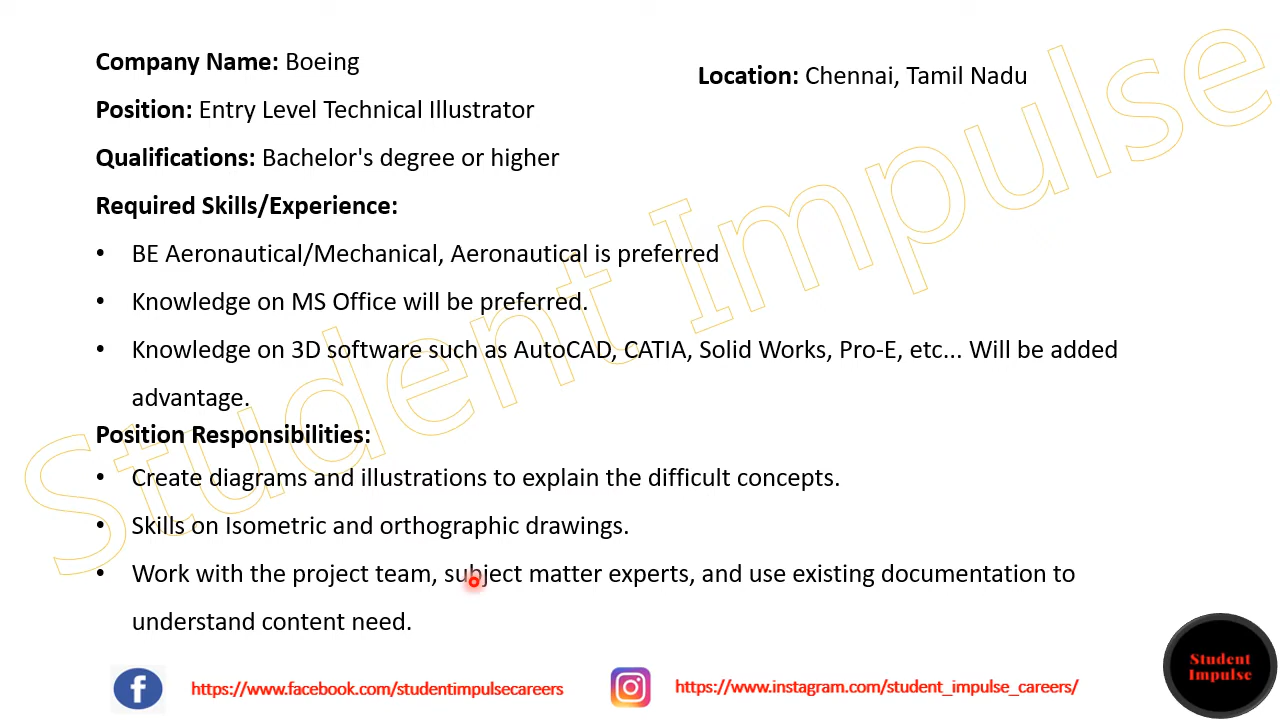 Company Name: Boeing
Location: Chennai, Tamil Nadu
Position: Entry Level Technical Illustrator
Qualifications: Bachelor's degree or higher
Required Skills/Experience:
• BE Aeronautical/Mechanical, Aeronautical is preferred
• Knowledge on MS Office will be preferred.
• Knowledge on 3D software such as AutoCAD, CATIA, Solid Works, Pro-E, etc... Will be added
advantage.
Position Responsibilities:
• Create diagrams and illustrations to explain the difficult concepts.
• Skills on Isometric and orthographic drawings.
• Work with the project team, subject matter experts, and use existing documentation to
understand content need.
Student Impulse
https://www.facebook.com/studentimpulsecareers
https://www.instagram.com/student_impulse_careers/
Student
Impulse